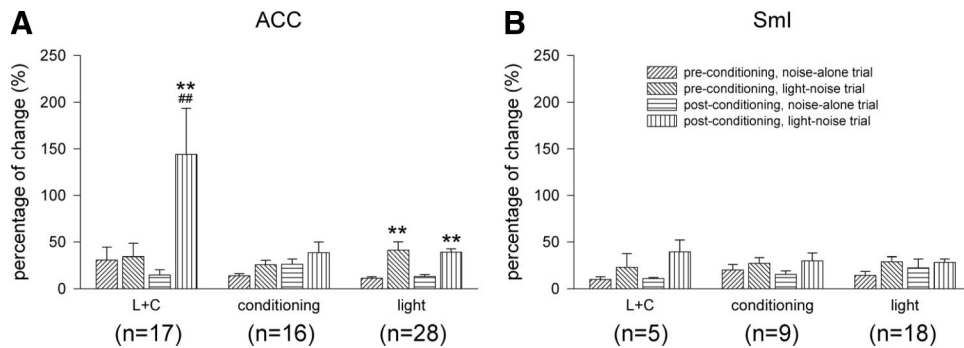 A
ACC
percentage of change (%)
250
200
150
100
50
0
**
##
**
**
L+C
conditioning
light
(n=17)
(n=16)
(n=28)
B
SmI
percentage of change (%)
250
200
150
100
50
0
pre-conditioning, noise-alone trial
pre-conditioning, light-noise trial
post-conditioning, noise-alone trial
post-conditioning, light-noise trial
L+C
conditioning
light
(n=5)
(n=9)
(n=18)